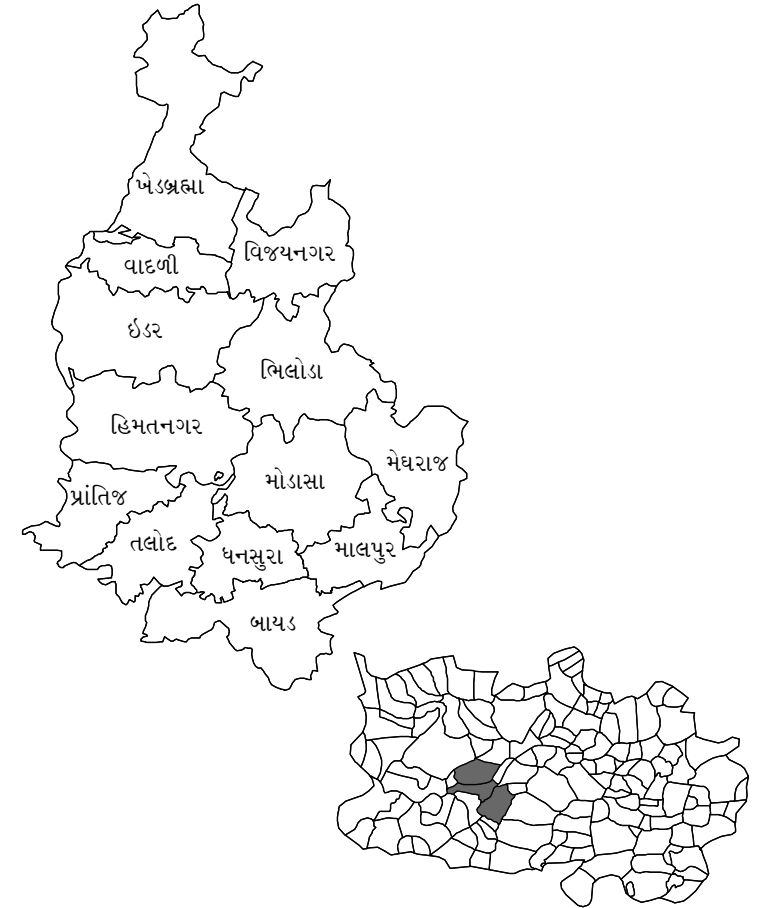 ખેડબ્રહ્મા
વિજયનગર
વાદળી
ઇડર
ભિલોડા
હિમતનગર
મેઘરાજ
મોડાસા
પ્રાંતિજ
તલોદ
ધનસુરા
માલપુર
બાયડ